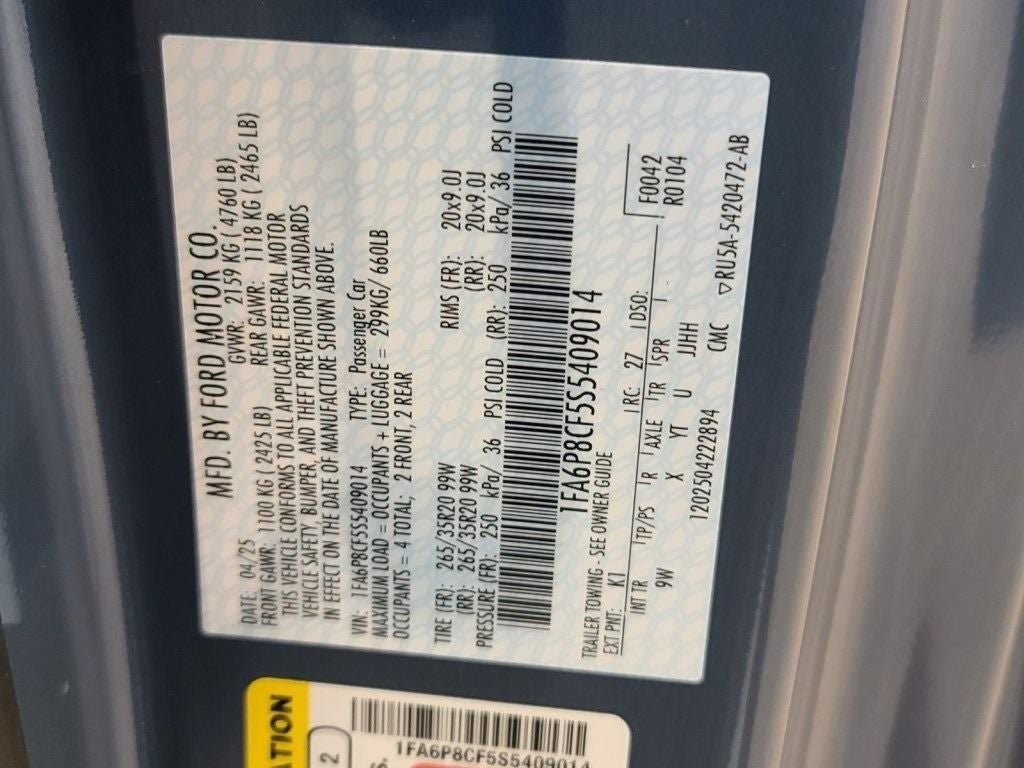 MFD. BY FORD MOTOR CO.
DATE: 04/25 GVWR: 2159 KG ( 4760 LB)
FRONT GAWR: 1100 KG ( 2425 LB) REAR GAWR: 1118 KG ( 2465 LB)
THIS VEHICLE CONFORMS TO ALL APPLICABLE FEDERAL MOTOR
VEHICLE SAFETY, BUMPER, AND THEFT PREVENTION STANDARDS
IN EFFECT ON THE DATE OF MANUFACTURE SHOWN ABOVE.
VIN: 1FA6P8CF5S5409014 TYPE: Passenger Car
MAXIMUM LOAD = OCCUPANTS + LUGGAGE = 299KG/ 660LB
OCCUPANTS = 4 TOTAL; 2 FRONT, 2 REAR
TIRE (FR): 265/35R20 99W RIMS (FR): 20x9.0J
(RR): 265/35R20 99W (RR): 20x9.0J
PRESSURE (FR): 250 kPa/ 36 PSI COLD (RR): 250 kPa/ 36 PSI COLD
1FA6P8CF5S5409014
TRAILER TOWING - SEE OWNER GUIDE
EXT PNT: K1 RC: 27 DSO: F0042
INT TR TP/PS R AXLE TR SPR R0104
9W X YT U JJHH
120250422894 CMC ▽RU5A-5420472-AB
ATION
2
S.
1FA6P8CF5S5409014